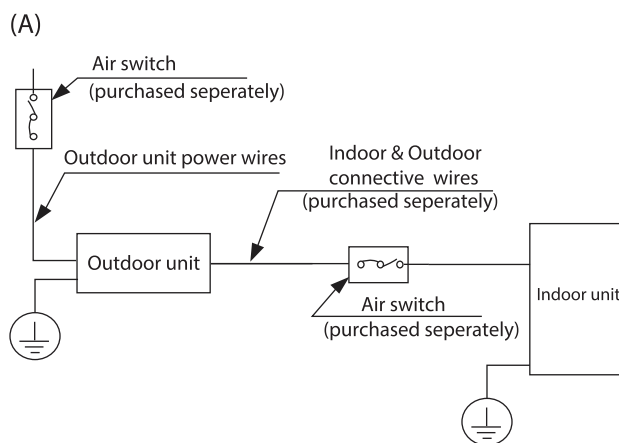 (A)
Air switch
(purchased seperately)
Outdoor unit power wires
Indoor & Outdoor
connective wires
(purchased seperately)
Outdoor unit
Indoor unit
Air switch
(purchased seperately)